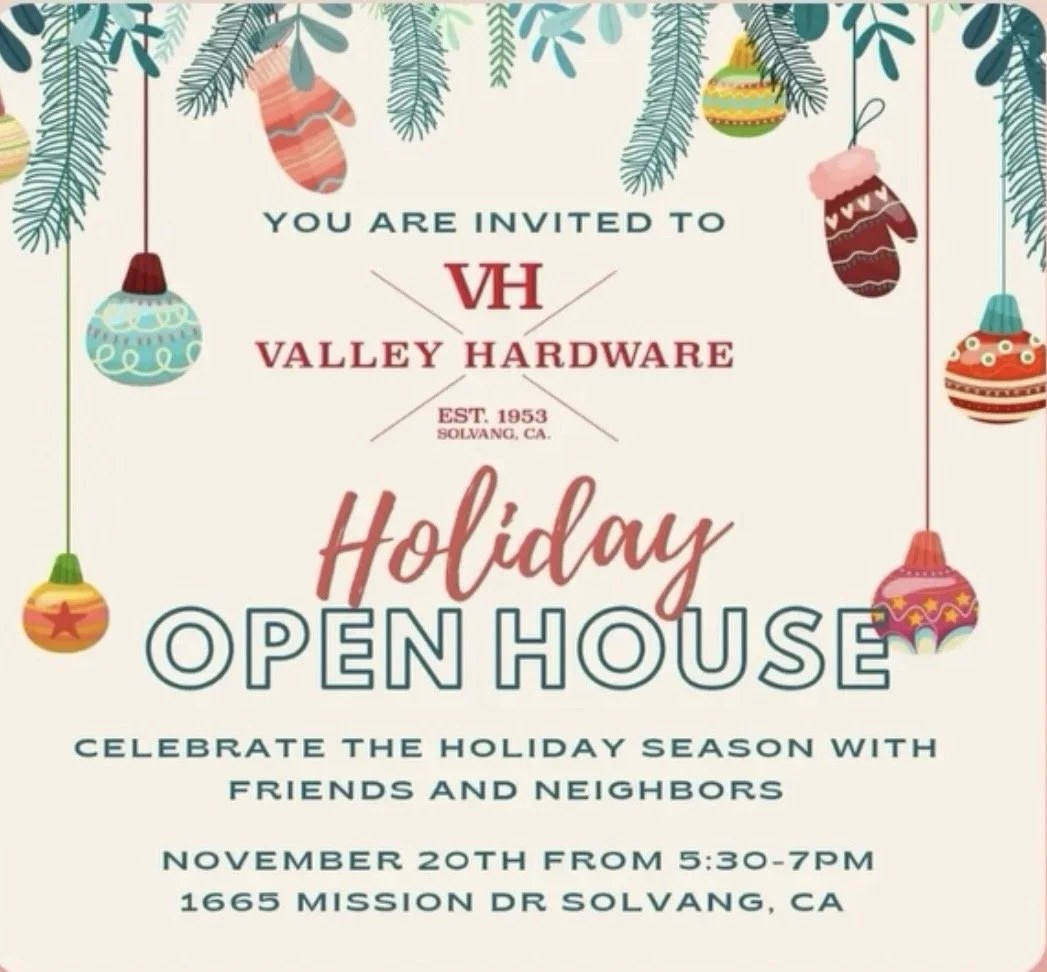 YOU ARE INVITED TO
VH
VALLEY HARDWARE
EST. 1953
SOLVANG, CA.
Holiday
OPEN HOUSE
CELEBRATE THE HOLIDAY SEASON WITH
FRIENDS AND NEIGHBORS
NOVEMBER 20TH FROM 5:30-7PM
1665 MISSION DR SOLVANG, CA